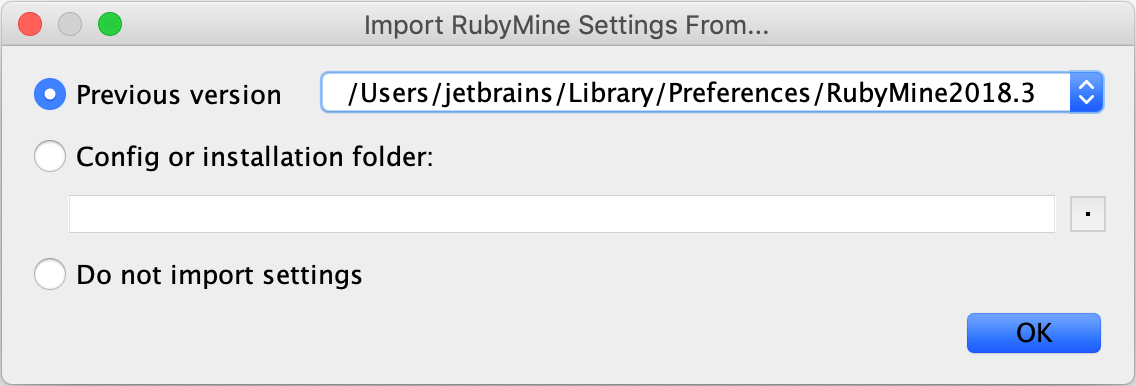 Import RubyMine Settings From...
Previous version /Users/jetbrains/Library/Preferences/RubyMine2018.3
Config or installation folder:
.
Do not import settings
OK